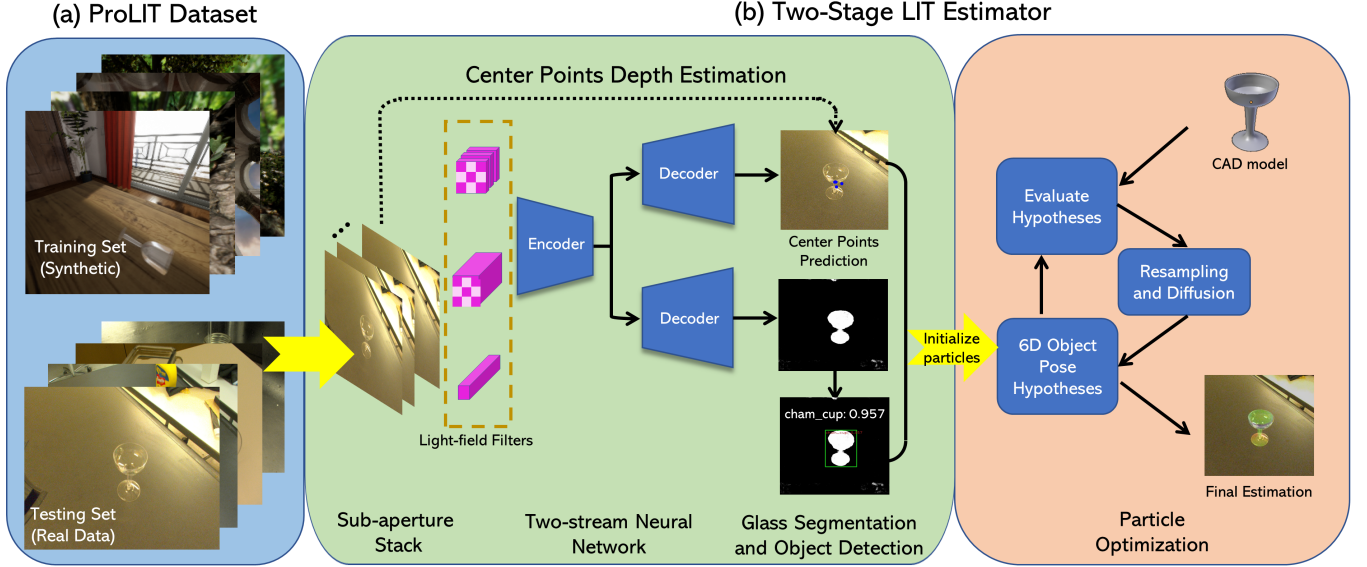 (a) ProLIT Dataset
(b) Two-Stage LIT Estimator
Training Set
(Synthetic)
Testing Set
(Real Data)
Center Points Depth Estimation
Light-field Filters
Encoder
Decoder
Decoder
Center Points
Prediction
cham_cup: 0.957
Sub-aperture
Stack
Two-stream Neural
Network
Glass Segmentation
and Object Detection
Initialize
particles
CAD model
Evaluate
Hypotheses
Resampling
and Diffusion
6D Object
Pose
Hypotheses
Final Estimation
Particle
Optimization